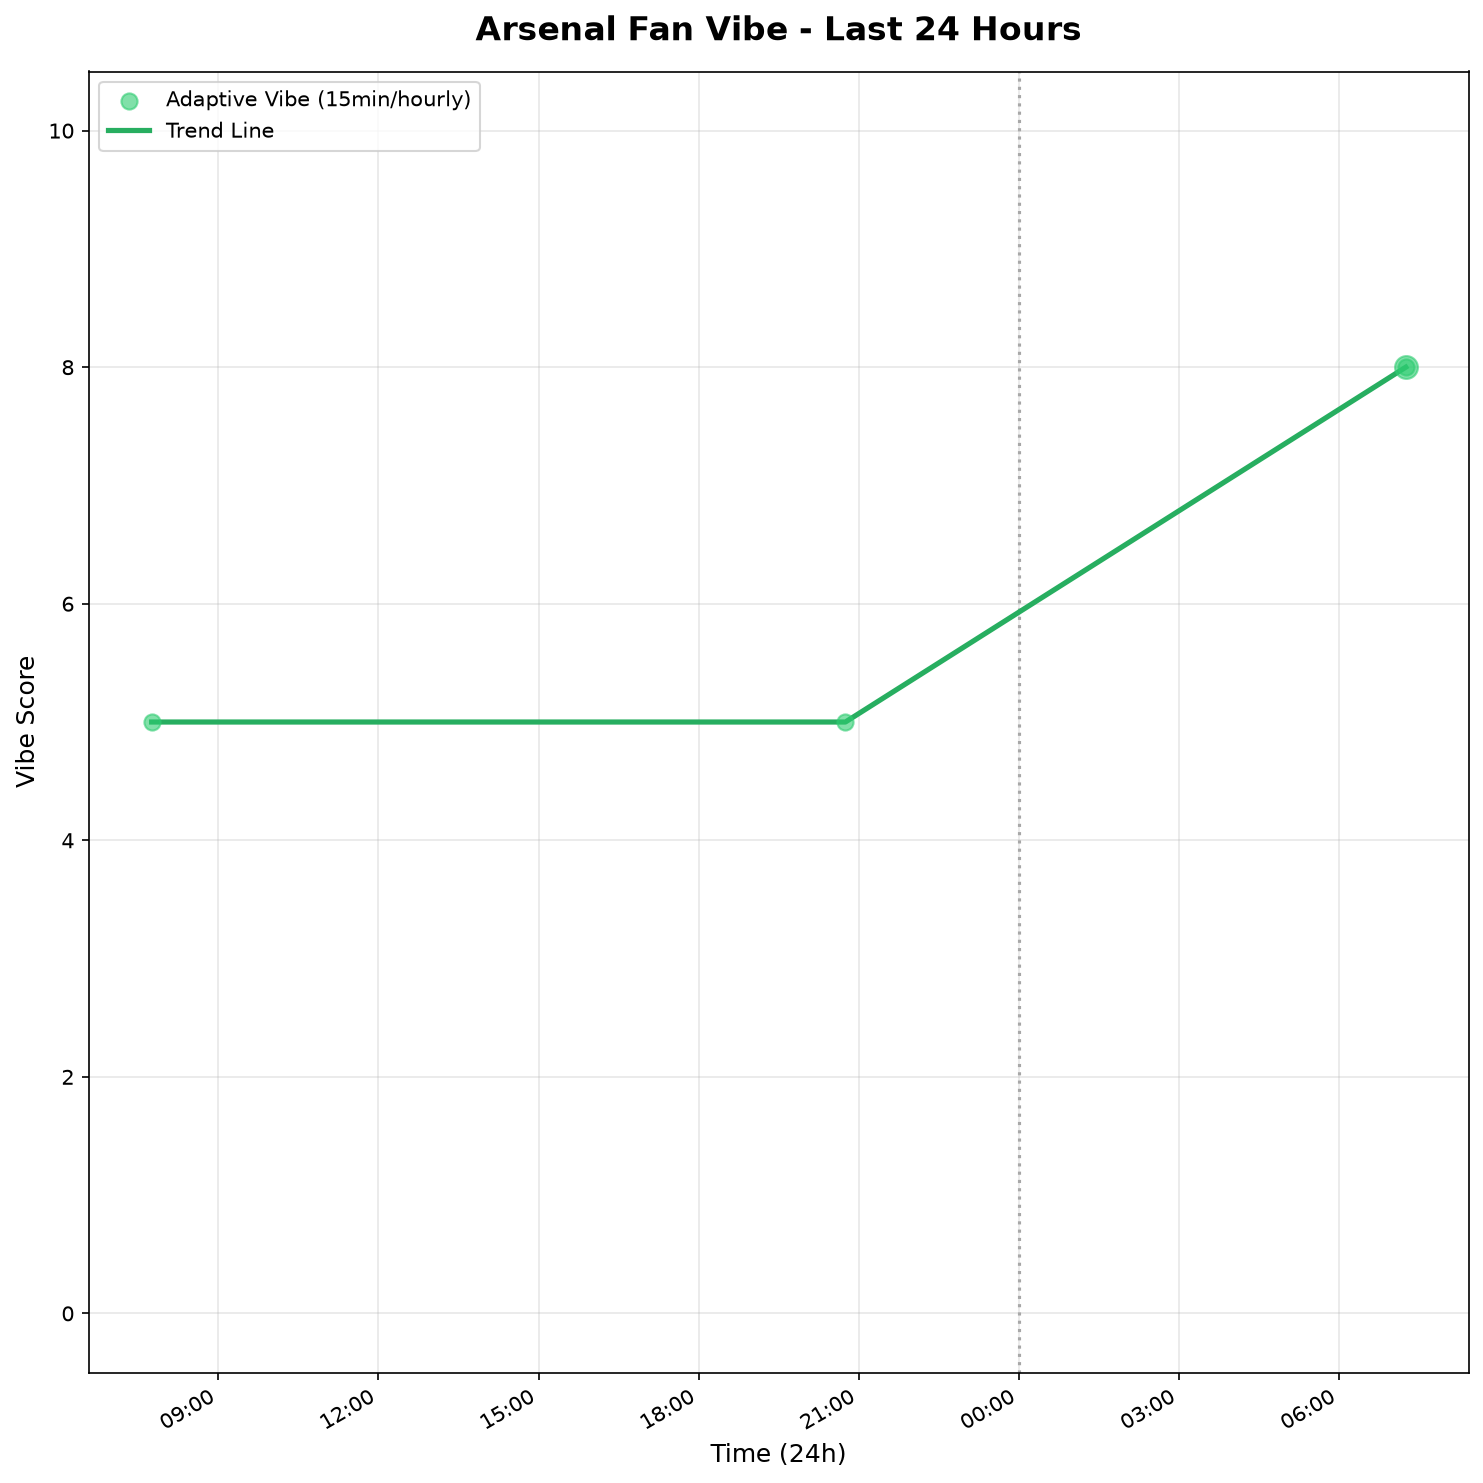 Arsenal Fan Vibe - Last 24 Hours
Adaptive Vibe (15min/hourly)
Trend Line
10
8
6
4
2
0
Vibe Score
09:00
12:00
15:00
18:00
21:00
00:00
03:00
06:00
Time (24h)